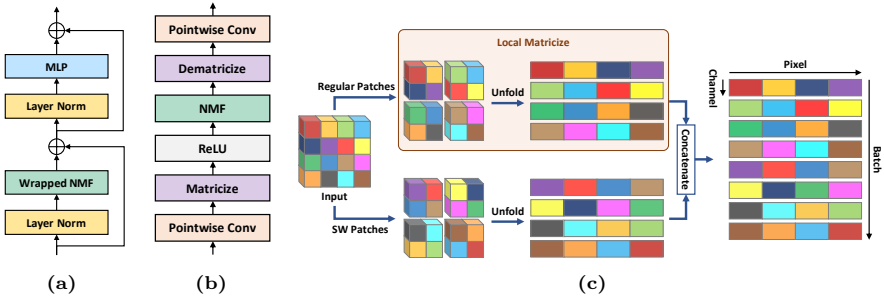 MLP
Layer Norm
Wrapped NMF
Layer Norm
(a)
Pointwise Conv
Dematricize
NMF
ReLU
Matricize
Pointwise Conv
(b)
Local Matricize
Regular Patches
Unfold
Input
SW Patches
Unfold
Concatenate
Pixel
Channel
Batch
(c)